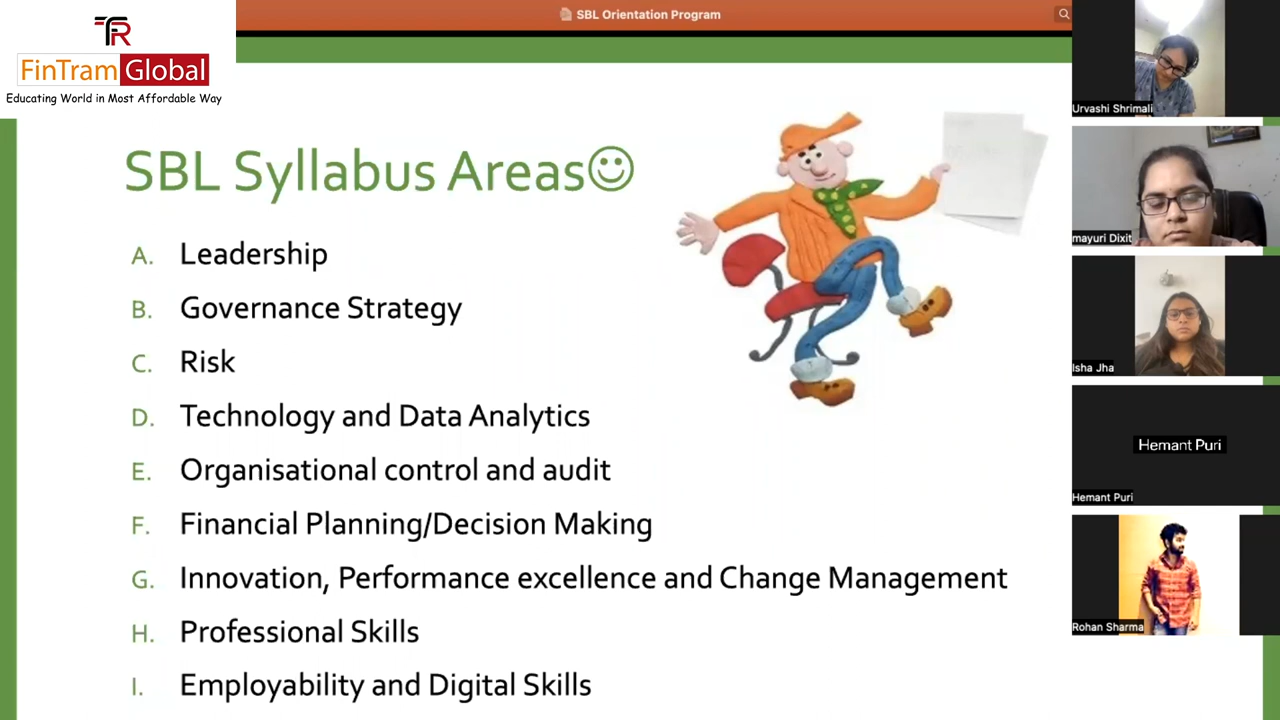 SBL Orientation Program
TR
FinTram Global
Educating World in Most Affordable Way
SBL Syllabus Areas☺
A. Leadership
B. Governance Strategy
C. Risk
D. Technology and Data Analytics
E. Organisational control and audit
F. Financial Planning/Decision Making
G. Innovation, Performance excellence and Change Management
H. Professional Skills
I. Employability and Digital Skills
Urvashi Shrimali
mayuri Dixit
Isha Jha
Hemant Puri
Hemant Puri
Rohan Sharma